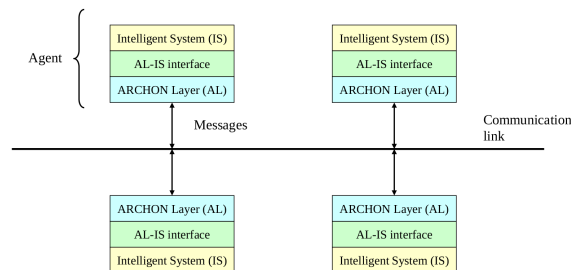 Intelligent System (IS)
Intelligent System (IS)
Agent
AL-IS interface
AL-IS interface
ARCHON Layer (AL)
ARCHON Layer (AL)
Messages
Communication
link
ARCHON Layer (AL)
ARCHON Layer (AL)
AL-IS interface
AL-IS interface
Intelligent System (IS)
Intelligent System (IS)